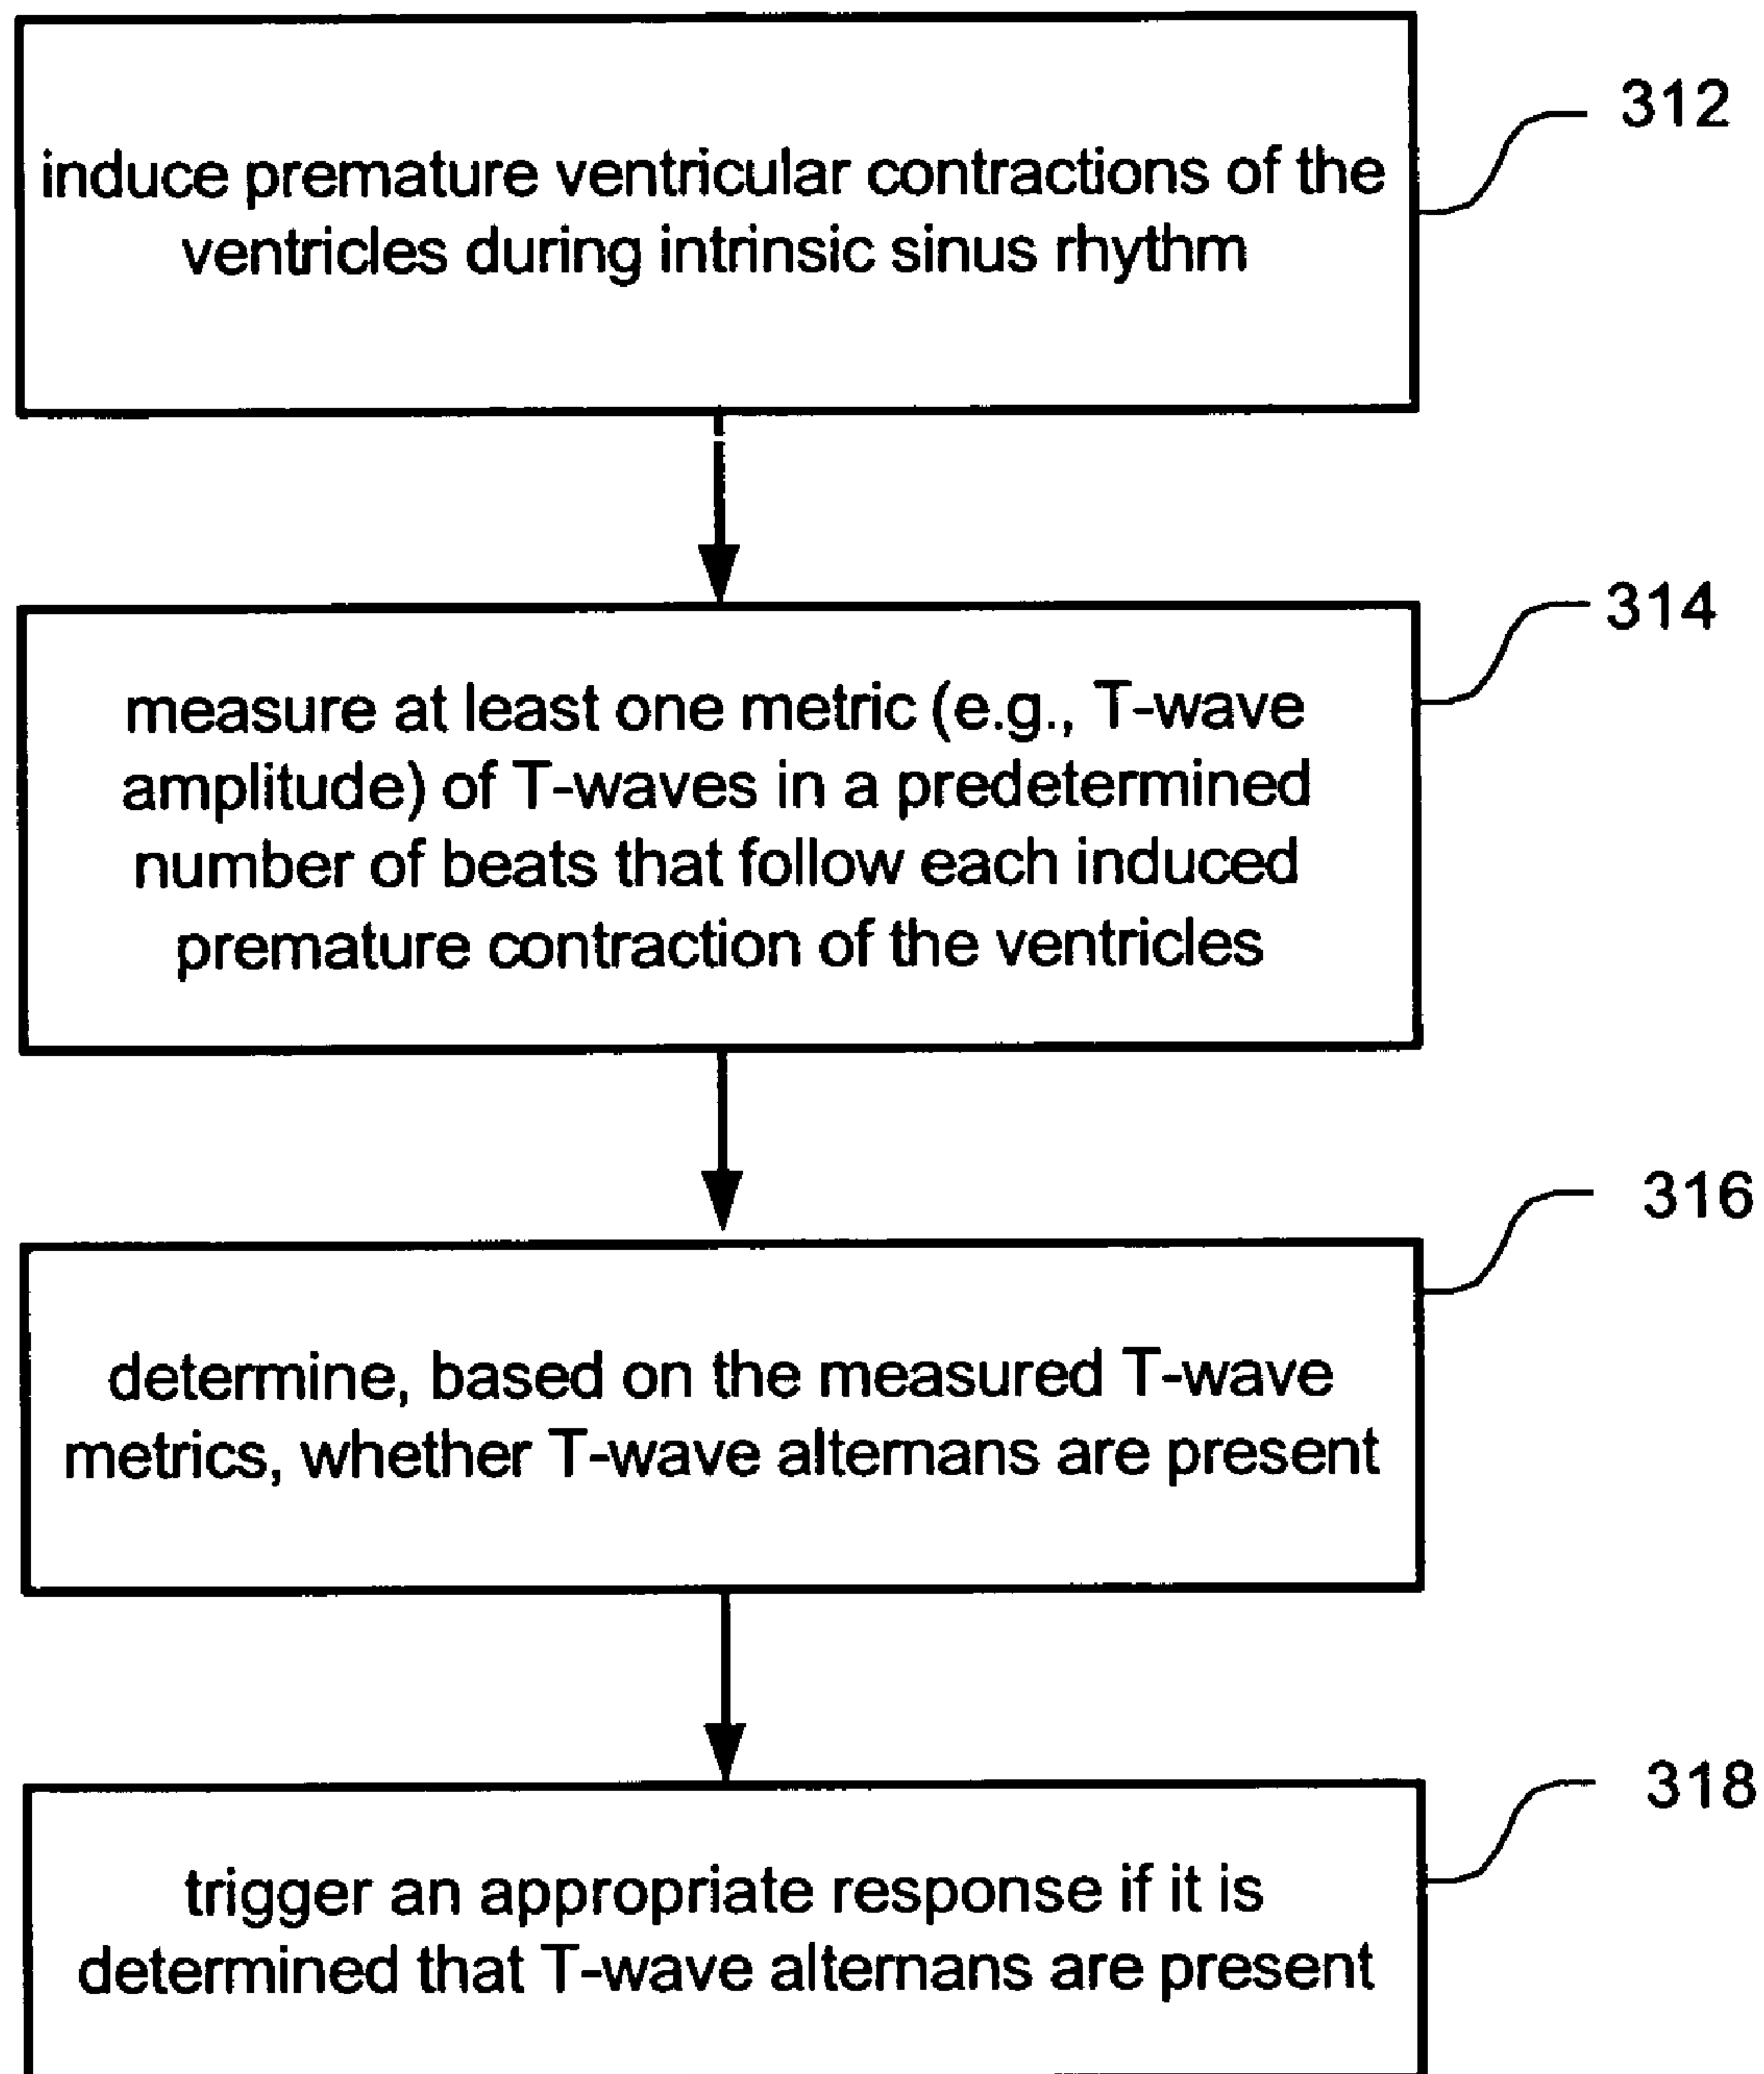 312
induce premature ventricular contractions of the
ventricles during intrinsic sinus rhythm
314
measure at least one metric (e.g., T-wave
amplitude) of T-waves in a predetermined
number of beats that follow each induced
premature contraction of the ventricles
316
determine, based on the measured T-wave
metrics, whether T-wave alternans are present
318
trigger an appropriate response if it is
determined that T-wave alternans are present